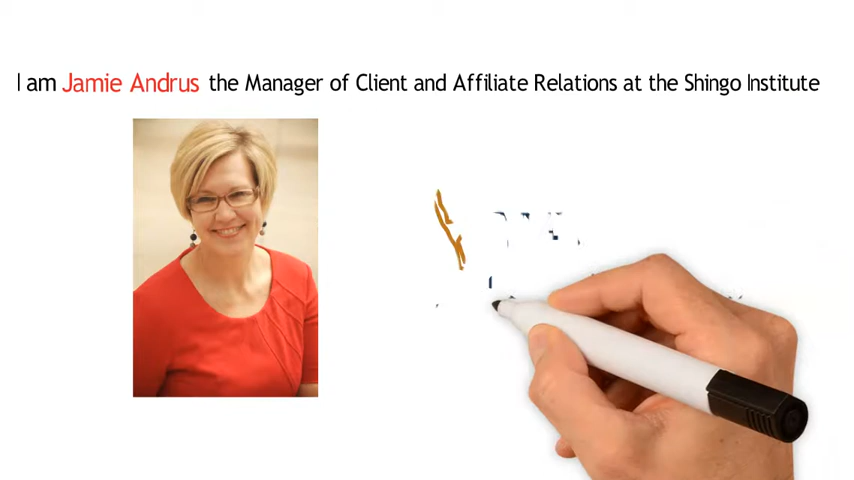 I am Jamie Andrus the Manager of Client and Affiliate Relations at the Shingo Institute